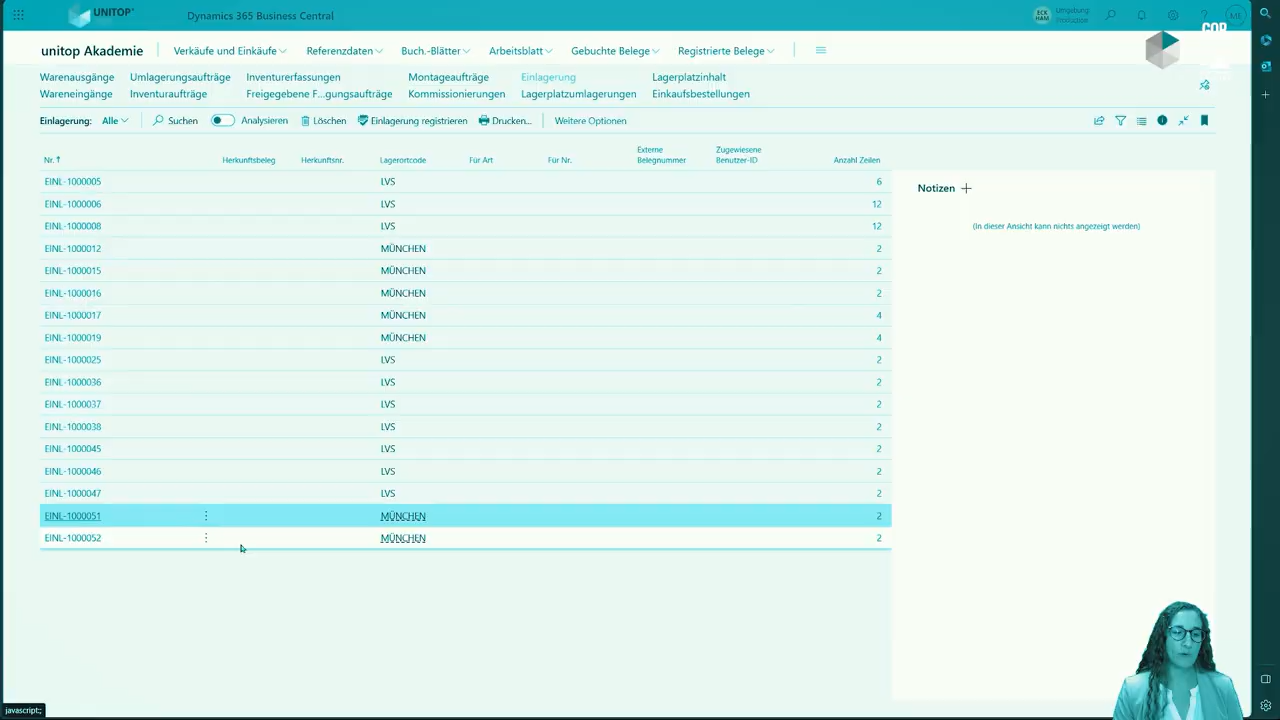 UNITOP®
Dynamics 365 Business Central
ECK
HAM
Umgebung:
Production
COP
unitop Akademie
Verkäufe und Einkäufe
Referenzdaten
Buch.-Blätter
Arbeitsblatt
Gebuchte Belege
Registrierte Belege
Warenausgänge
Umlagerungsaufträge
Inventurerfassungen
Montageaufträge
Einlagerung
Lagerplatzinhalt
Wareneingänge
Inventuraufträge
Freigegebene F...gungsaufträge
Kommissionierungen
Lagerplatzumlagerungen
Einkaufsbestellungen
Einlagerung: Alle
Suchen
Analysieren
Löschen
Einlagerung registrieren
Drucken...
Weitere Optionen
Nr. ↑ Herkunftsbeleg Herkunftsnr. Lagerortcode Für Art Für Nr. Externe Belegnummer Zugewiesene Benutzer-ID Anzahl Zeilen
EINL-1000005 LVS 6
EINL-1000006 LVS 12
EINL-1000008 LVS 12
EINL-1000012 MÜNCHEN 2
EINL-1000015 MÜNCHEN 2
EINL-1000016 MÜNCHEN 2
EINL-1000017 MÜNCHEN 4
EINL-1000019 MÜNCHEN 4
EINL-1000025 LVS 2
EINL-1000036 LVS 2
EINL-1000037 LVS 2
EINL-1000038 LVS 2
EINL-1000045 LVS 2
EINL-1000046 LVS 2
EINL-1000047 LVS 2
EINL-1000051 MÜNCHEN 2
EINL-1000052 MÜNCHEN 2
Notizen
(In dieser Ansicht kann nichts angezeigt werden)
javascript:;